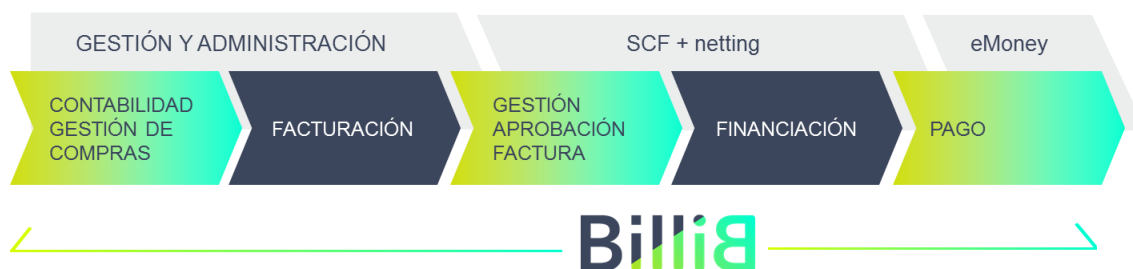 GESTIÓN Y ADMINISTRACIÓN
SCF + netting
eMoney
CONTABILIDAD
GESTIÓN DE
COMPRAS
FACTURACIÓN
GESTIÓN
APROBACIÓN
FACTURA
FINANCIACIÓN
PAGO
BilliB